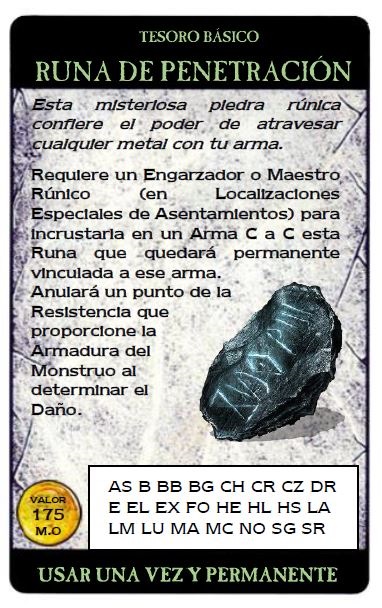 TESORO BÁSICO
RUNA DE PENETRACIÓN
Esta misteriosa piedra rúnica
confiere el poder de atravesar
cualquier metal con tu arma.
Requiere un Engarzador o Maestro
Rúnico (en Localizaciones
Especiales de Asentamientos) para
incrustarla en un Arma C a C esta
Runa que quedará permanente
vinculada a ese arma.
Anulará un punto de la
Resistencia que
proporcione la
Armadura del
Monstruo al
determinar el
Daño.
VALOR
175
M.O
AS B BB BG CH CR CZ DR
E EL EX FO HE HL HS LA
LM LU MA MC NO SG SR
USAR UNA VEZ Y PERMANENTE